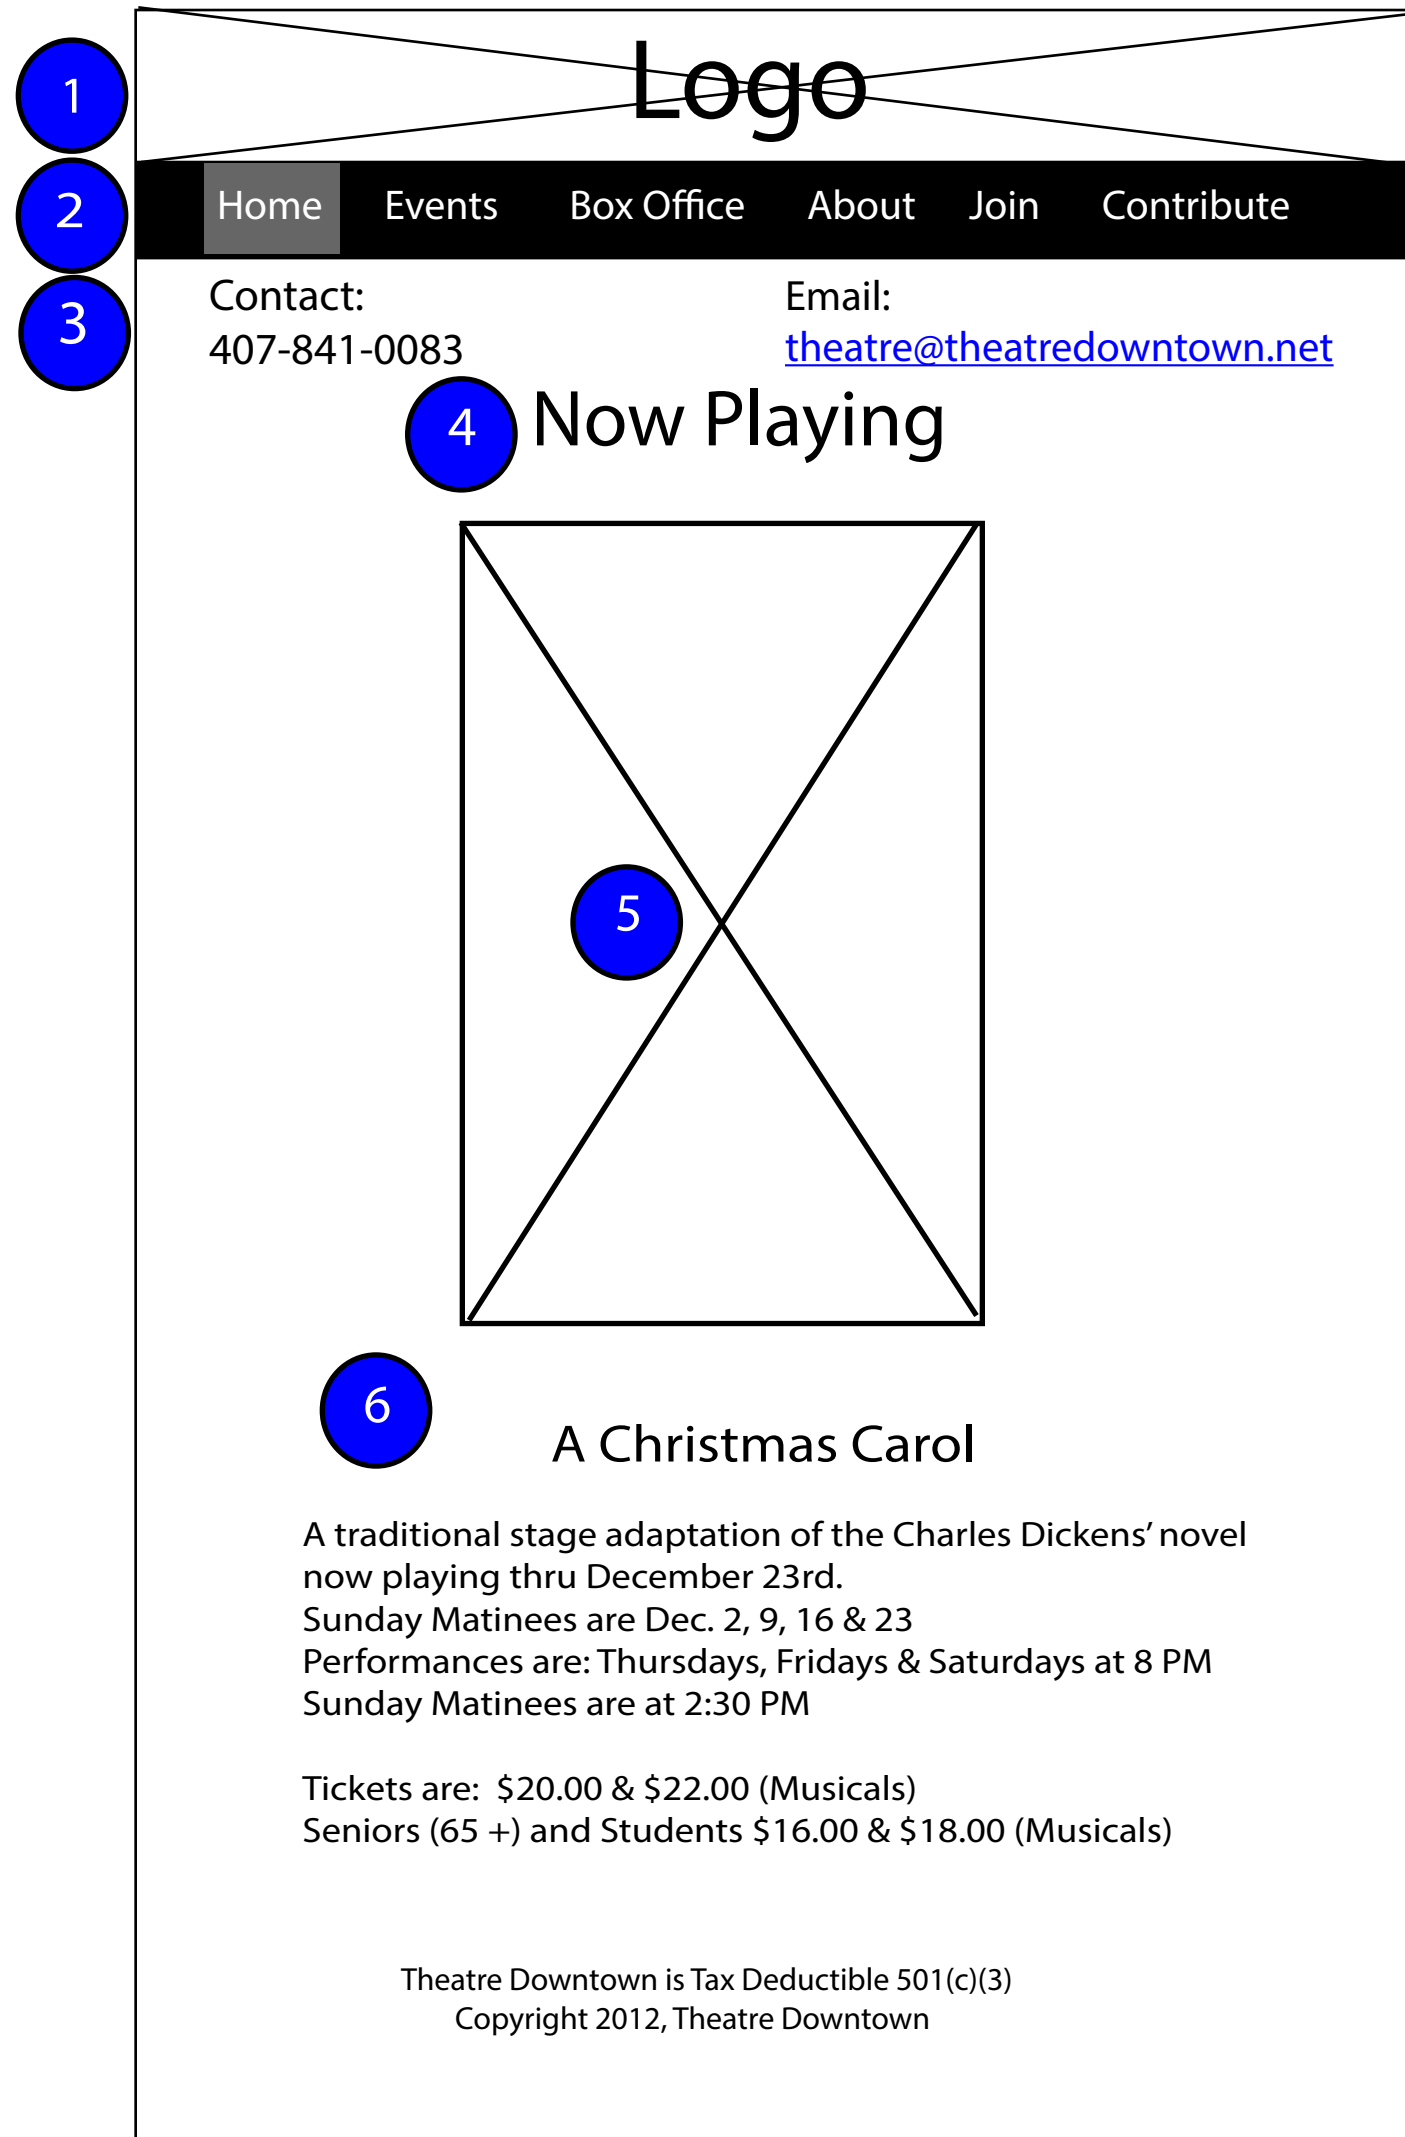 1
Logo
2
Home Events Box Office About Join Contribute
3
Contact: Email:
407-841-0083 theatre@theatredowntown.net
4 Now Playing
5
6
A Christmas Carol
A traditional stage adaptation of the Charles Dickens’ novel
now playing thru December 23rd.
Sunday Matinees are Dec. 2, 9, 16 & 23
Performances are: Thursdays, Fridays & Saturdays at 8 PM
Sunday Matinees are at 2:30 PM
Tickets are:  $20.00 & $22.00 (Musicals)
Seniors (65 +) and Students $16.00 & $18.00 (Musicals)
Theatre Downtown is Tax Deductible 501(c)(3)
Copyright 2012, Theatre Downtown